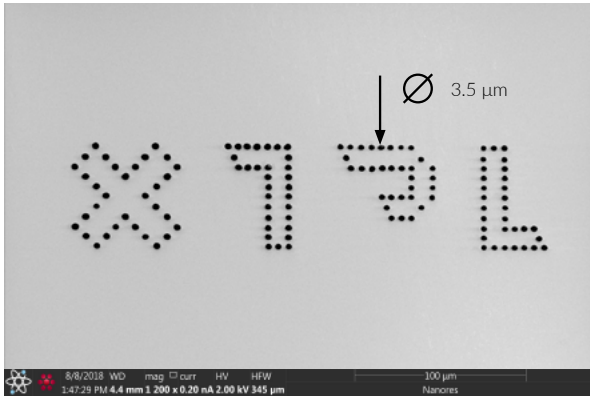 Ø 3.5 µm
XTPL
8/8/2018 WD mag □ curr HV HFW 100 µm
1:47:29 PM 4.4 mm 1 200 x 0.20 nA 2.00 kV 345 µm Nanores